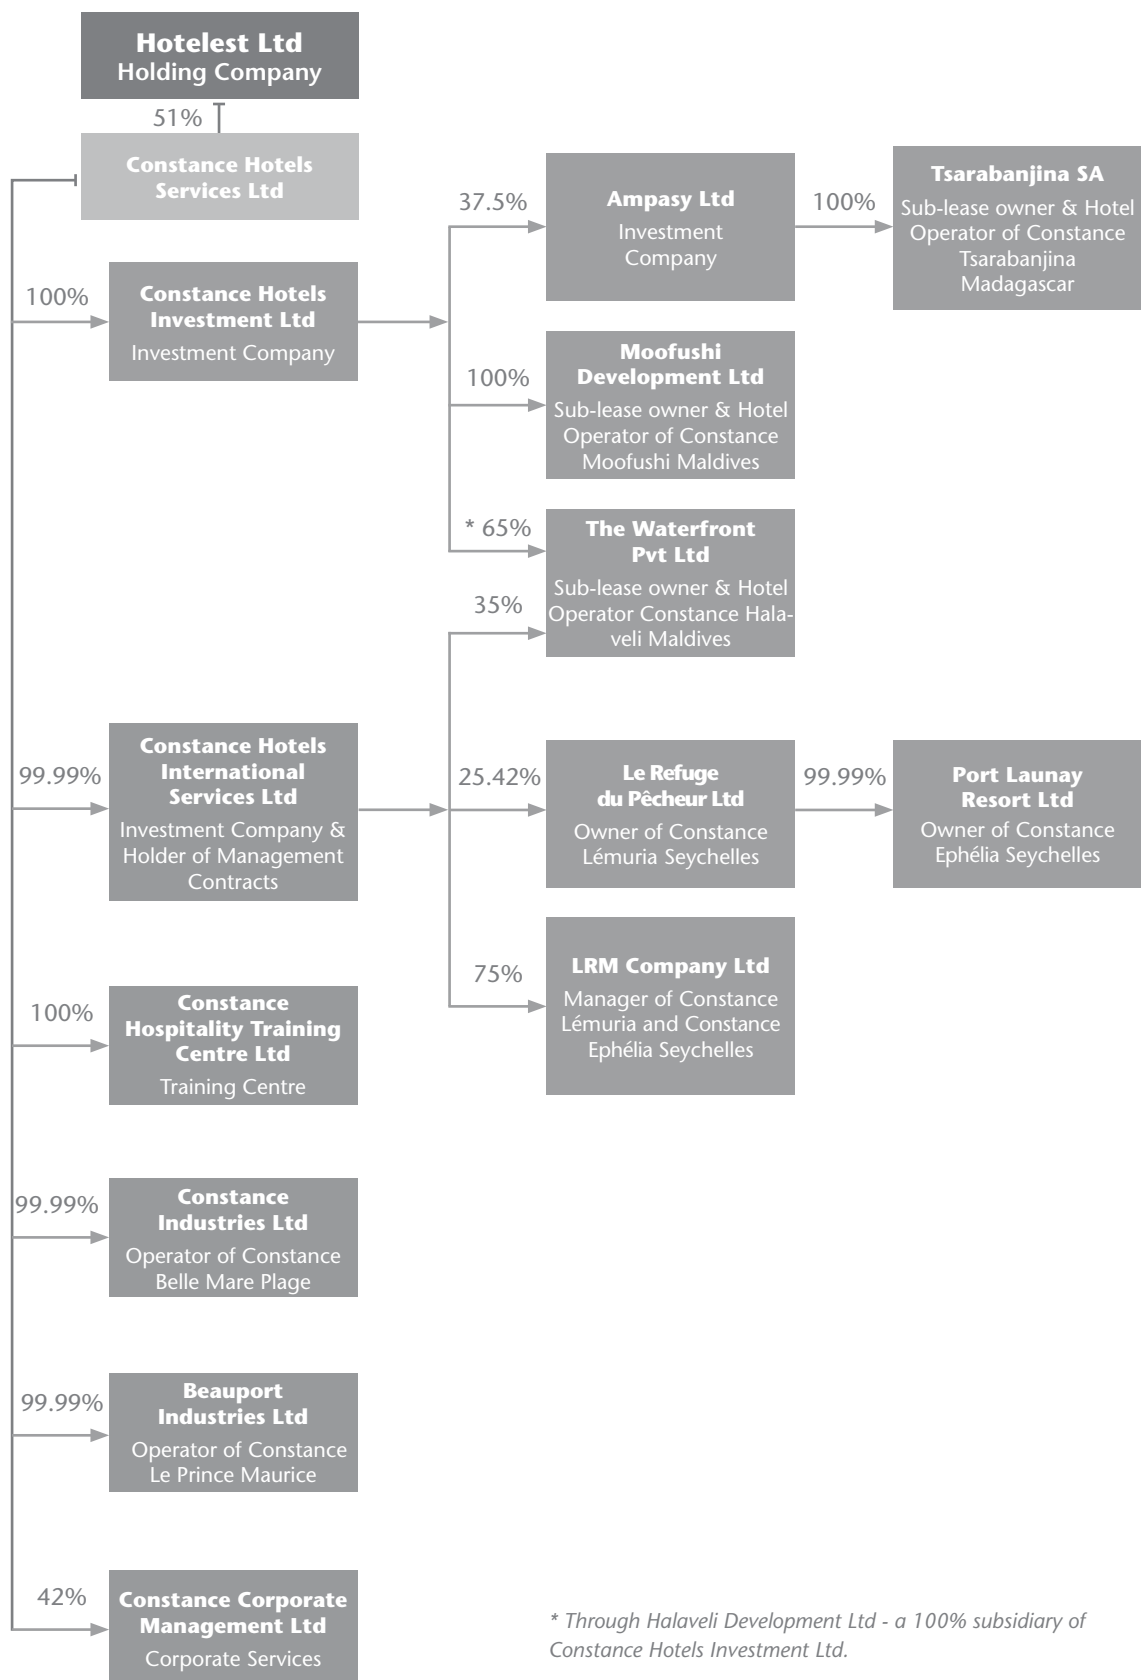 Hotelest Ltd
Holding Company
51%
Constance Hotels
Services Ltd
100%
Constance Hotels
Investment Ltd
Investment Company
37.5%
Ampasy Ltd
Investment
Company
100%
Tsarabanjina SA
Sub-lease owner & Hotel
Operator of Constance
Tsarabanjina
Madagascar
100%
Moofushi
Development Ltd
Sub-lease owner & Hotel
Operator of Constance
Moofushi Maldives
* 65%
The Waterfront
Pvt Ltd
Sub-lease owner & Hotel
Operator Constance Hala-
veli Maldives
35%
99.99%
Constance Hotels
International
Services Ltd
Investment Company &
Holder of Management
Contracts
25.42%
Le Refuge
du Pêcheur Ltd
Owner of Constance
Lémuria Seychelles
99.99%
Port Launay
Resort Ltd
Owner of Constance
Ephélia Seychelles
75%
LRM Company Ltd
Manager of Constance
Lémuria and Constance
Ephélia Seychelles
100%
Constance
Hospitality Training
Centre Ltd
Training Centre
99.99%
Constance
Industries Ltd
Operator of Constance
Belle Mare Plage
99.99%
Beauport
Industries Ltd
Operator of Constance
Le Prince Maurice
42%
Constance Corporate
Management Ltd
Corporate Services
* Through Halaveli Development Ltd - a 100% subsidiary of
Constance Hotels Investment Ltd.